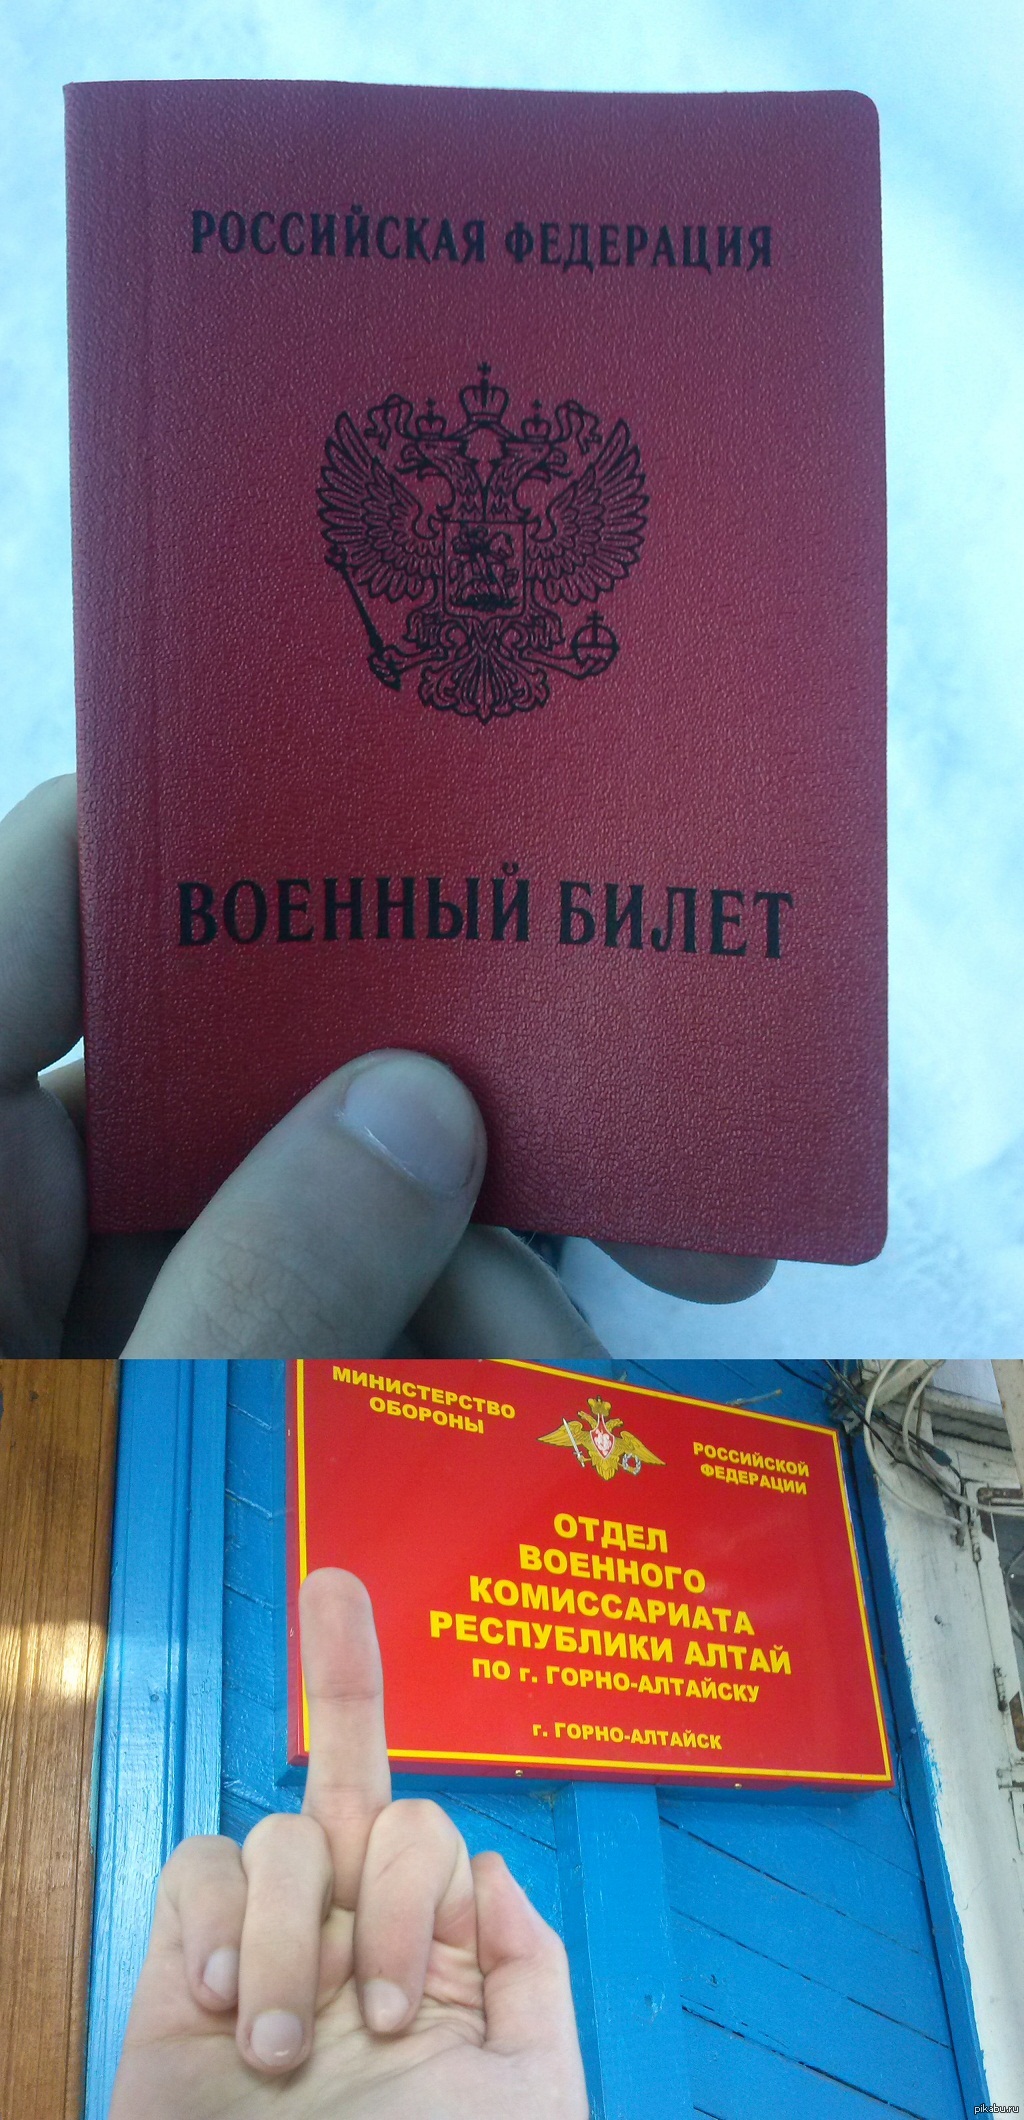 РОССИЙСКАЯ ФЕДЕРАЦИЯ
ВОЕННЫЙ БИЛЕТ
МИНИСТЕРСТВО
ОБОРОНЫ
РОССИЙСКОЙ
ФЕДЕРАЦИИ
ОТДЕЛ
ВОЕННОГО
КОМИССАРИАТА
РЕСПУБЛИКИ АЛТАЙ
ПО г. ГОРНО-АЛТАЙСКУ
г. ГОРНО-АЛТАЙСК
pikabu.ru